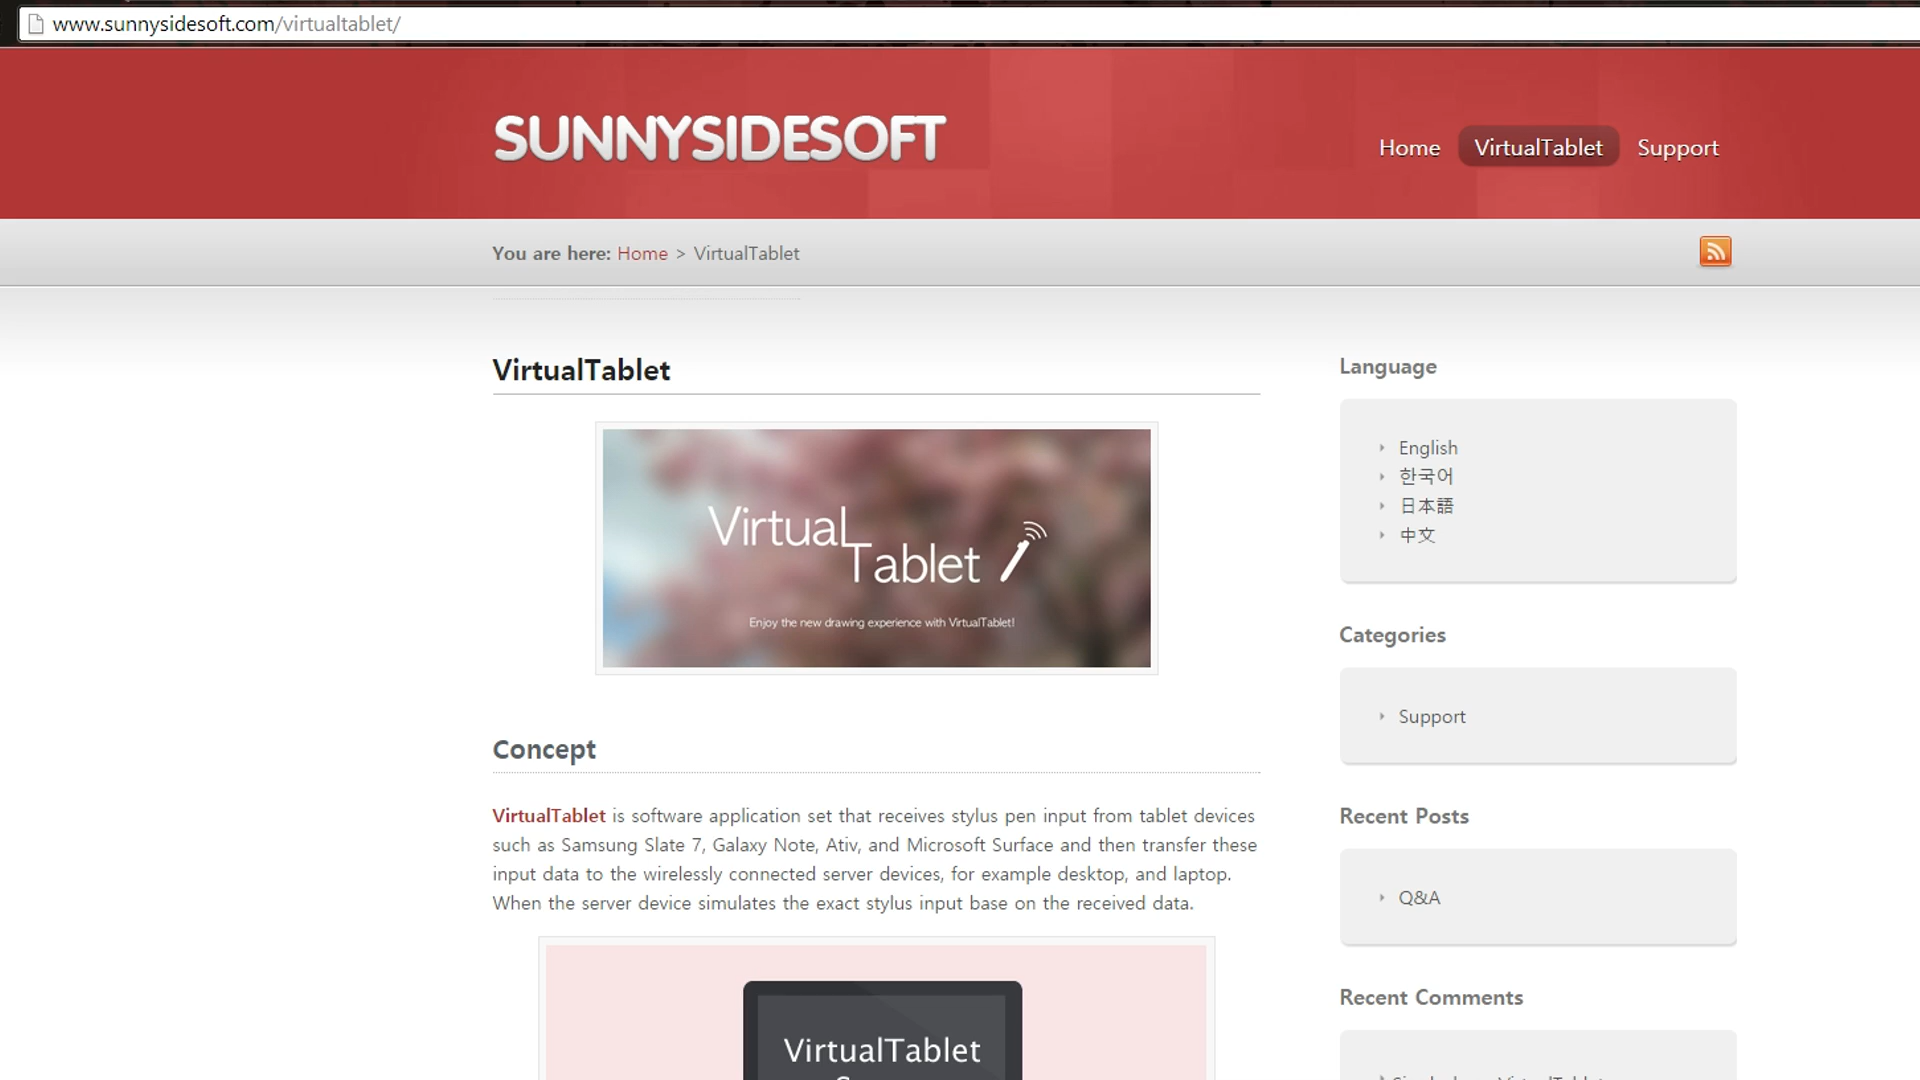 www.sunnysidesoft.com/virtualtablet/
SUNNYSIDESOFT
Home
VirtualTablet
Support
You are here: Home > VirtualTablet
VirtualTablet
Virtual
Tablet
Enjoy the new drawing experience with VirtualTablet!
Concept
VirtualTablet is software application set that receives stylus pen input from tablet devices
such as Samsung Slate 7, Galaxy Note, Ativ, and Microsoft Surface and then transfer these
input data to the wirelessly connected server devices, for example desktop, and laptop.
When the server device simulates the exact stylus input base on the received data.
VirtualTablet
Language
English
한국어
日本語
中文
Categories
Support
Recent Posts
Q&A
Recent Comments